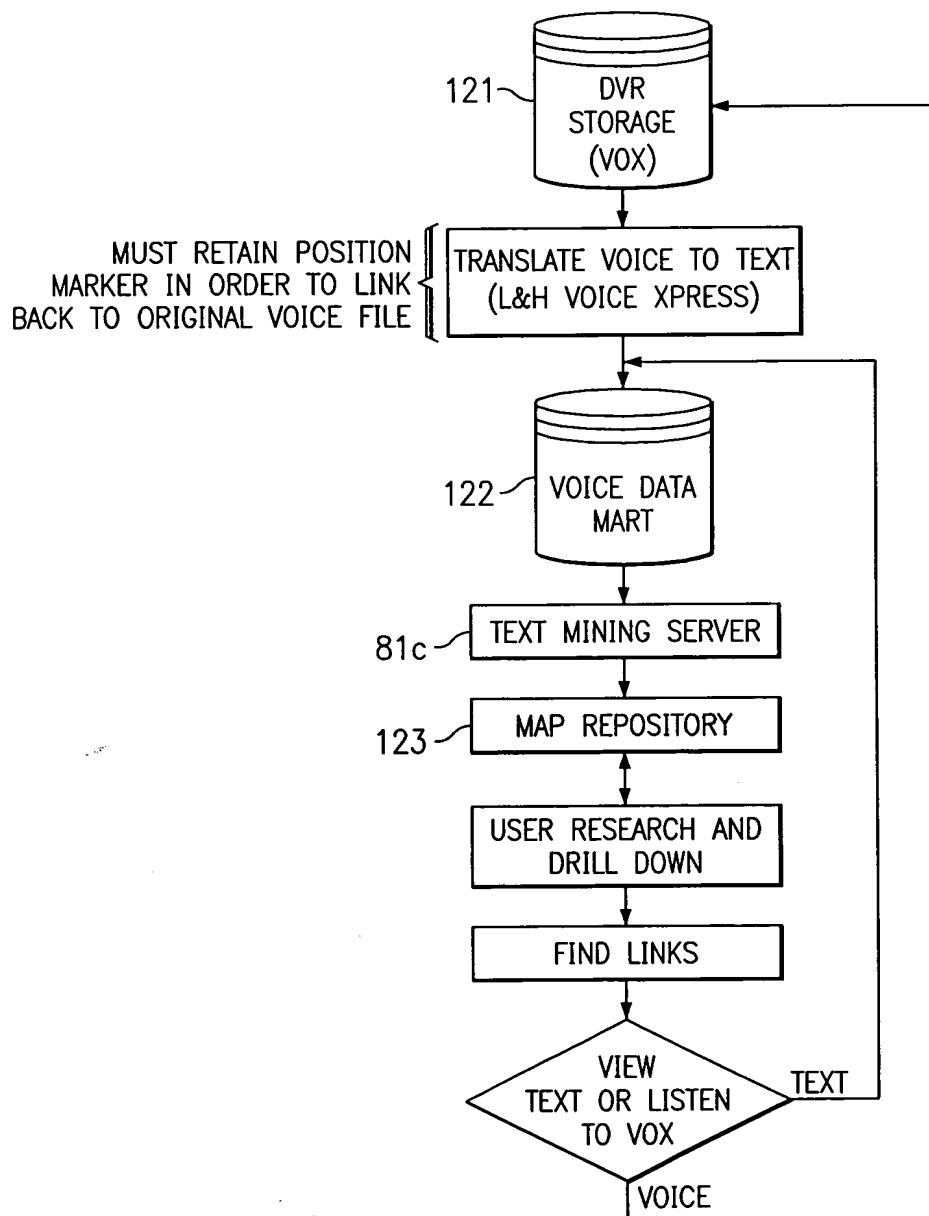 121
DVR
STORAGE
(VOX)
MUST RETAIN POSITION
MARKER IN ORDER TO LINK
BACK TO ORIGINAL VOICE FILE
TRANSLATE VOICE TO TEXT
(L&H VOICE XPRESS)
122
VOICE DATA
MART
81c
TEXT MINING SERVER
123
MAP REPOSITORY
USER RESEARCH AND
DRILL DOWN
FIND LINKS
VIEW
TEXT OR LISTEN
TO VOX
TEXT
VOICE